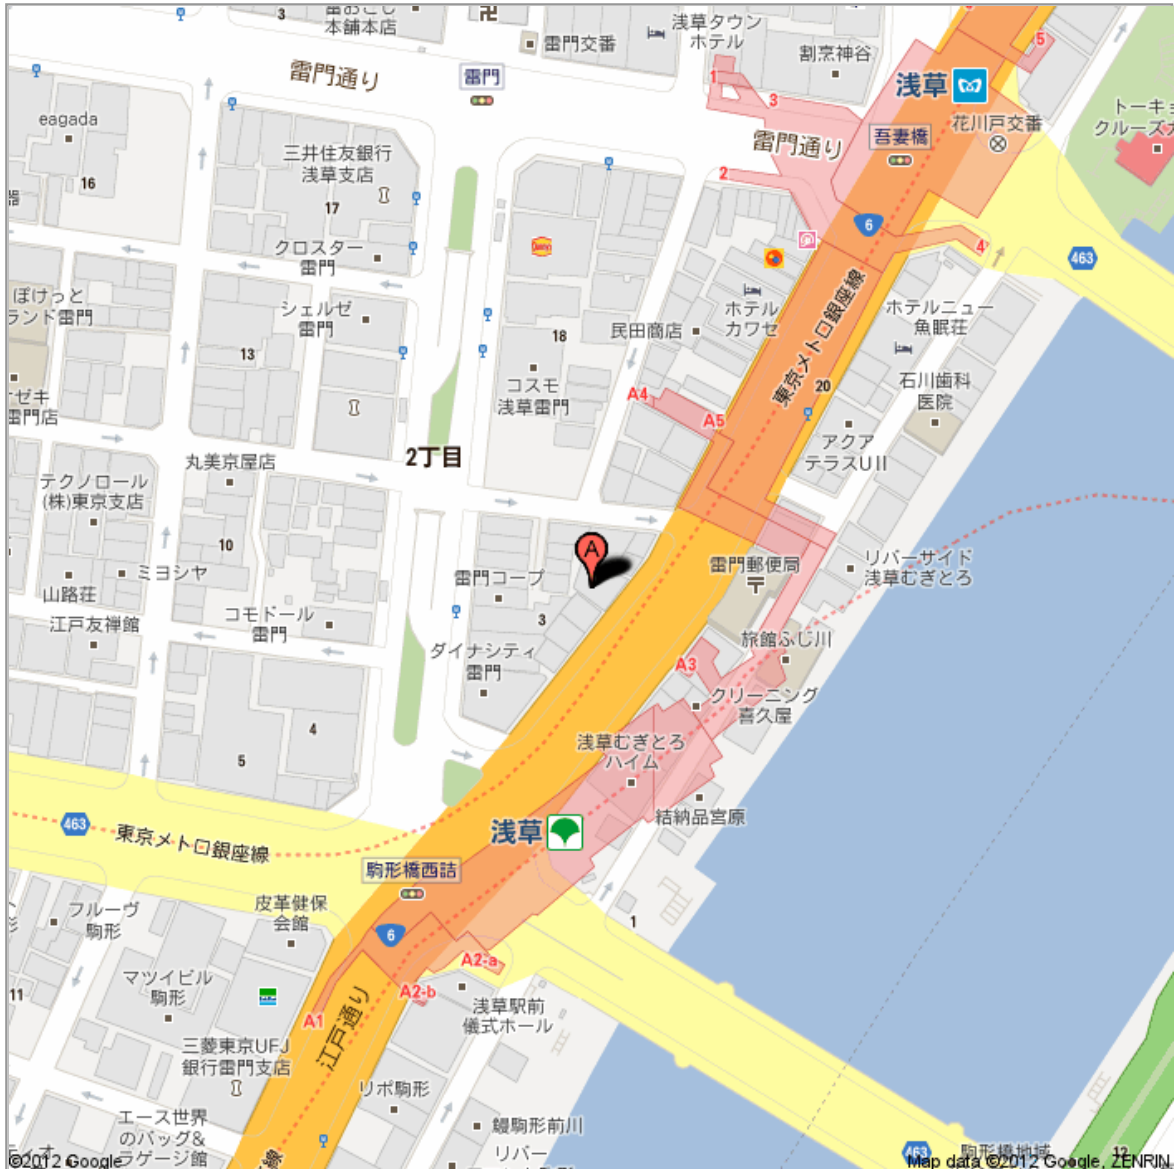 3
雷おこし
本舗本店
雷門交番
浅草タウン
ホテル
割烹神谷
5
雷門通り
雷門
1
3
浅草
eagada
16
三井住友銀行
浅草支店
17
2
雷門通り
吾妻橋
花川戸交番
トーキョ
クルーズ
クロスター
雷門
6
4
463
ぽけっと
ランド雷門
シェルゼ
雷門
13
18
民田商店
ホテル
カワセ
東京メトロ銀座線
ホテルニュー
魚眠荘
コスモ
浅草雷門
20
石川歯科
医院
ゼキ
雷門店
A4
A5
アクア
テラスUII
丸美京屋店
2丁目
テクノロール
(株)東京支店
10
ミヨシヤ
山路荘
A
雷門郵便局
リバーサイド
浅草むぎとろ
雷門コープ
コモドール
雷門
3
江戸友禅館
旅館ふじ川
ダイナシティ
雷門
A3
クリーニング
喜久屋
4
5
浅草むぎとろ
ハイム
結納品宮原
463
東京メトロ銀座線
浅草
駒形橋西詰
皮革健保
会館
フルーヴ
駒形
1
6
マツイビル
駒形
11
A2-a
A2-b
A1
浅草駅前
儀式ホール
江戸通り
三菱東京UFJ
銀行雷門支店
リポ駒形
エース世界
のバッグ&
ラゲージ館
鰻駒形前川
リバー
463
駒形橋地域
12
©2012 Google
Map data ©2012 Google, ZENRIN